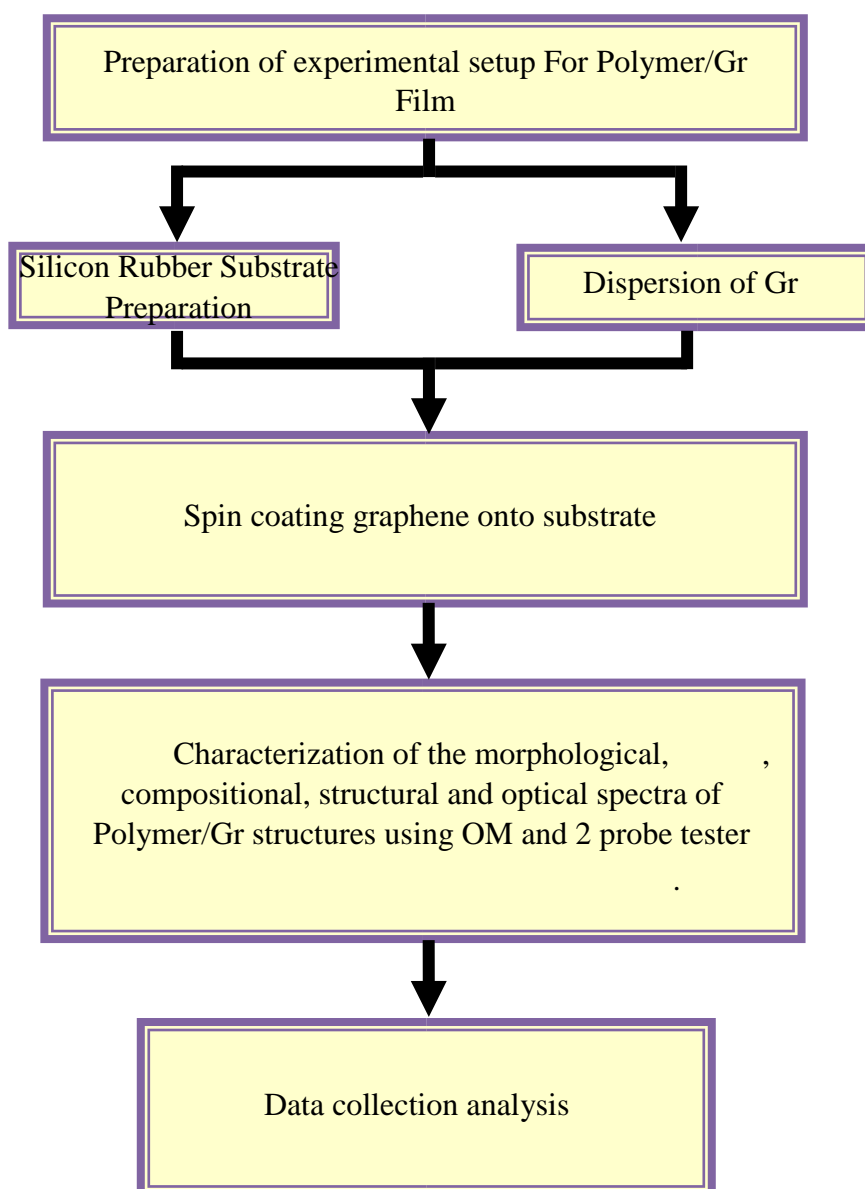 Preparation of experimental setup For Polymer/Gr
Film
Silicon Rubber Substrate
Preparation
Dispersion of Gr
Spin coating graphene onto substrate
Characterization of the morphological, ,
compositional, structural and optical spectra of
Polymer/Gr structures using OM and 2 probe tester
.
Data collection analysis